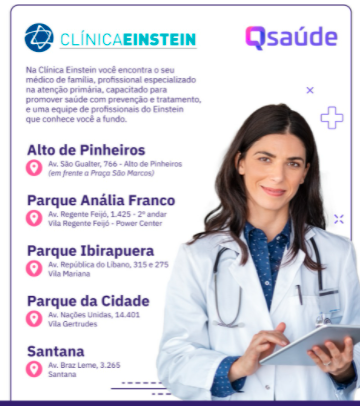 CLÍNICAEINSTEIN
Qsaúde
Na Clínica Einstein você encontra o seu
médico de família, profissional especializado
na atenção primária, capacitado para
promover saúde com prevenção e tratamento,
e uma equipe de profissionais do Einstein
que conhece você a fundo.
Alto de Pinheiros
Av. São Gualter, 766 - Alto de Pinheiros
(em frente a Praça São Marcos)
Parque Anália Franco
Av. Regente Feijó, 1.425 - 2º andar
Vila Regente Feijó - Power Center
Parque Ibirapuera
Av. República do Líbano, 315 e 275
Vila Mariana
Parque da Cidade
Av. Nações Unidas, 14.401
Vila Gertrudes
Santana
Av. Braz Leme, 3.265
Santana